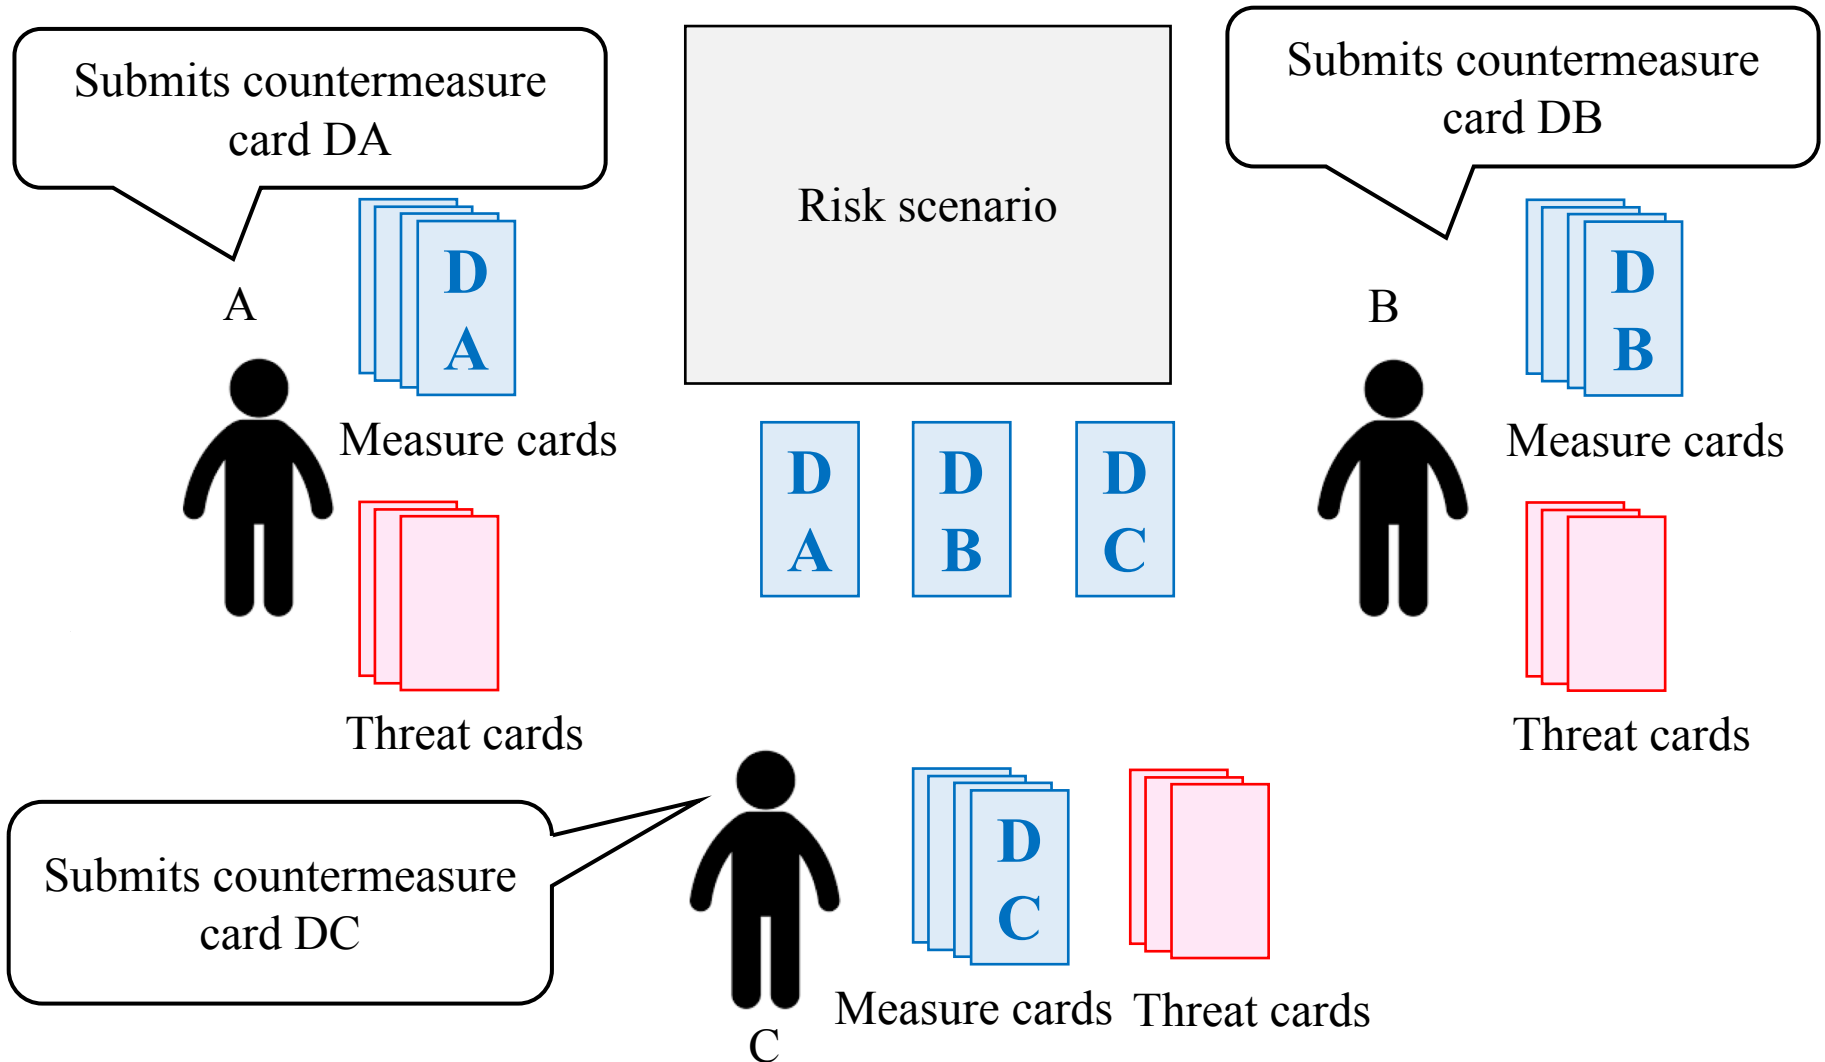 Submits countermeasure
card DA
Risk scenario
Submits countermeasure
card DB
A
D
A
Measure cards
Threat cards
B
D
B
Measure cards
Threat cards
D
A
D
B
D
C
Submits countermeasure
card DC
C
D
C
Measure cards
Threat cards